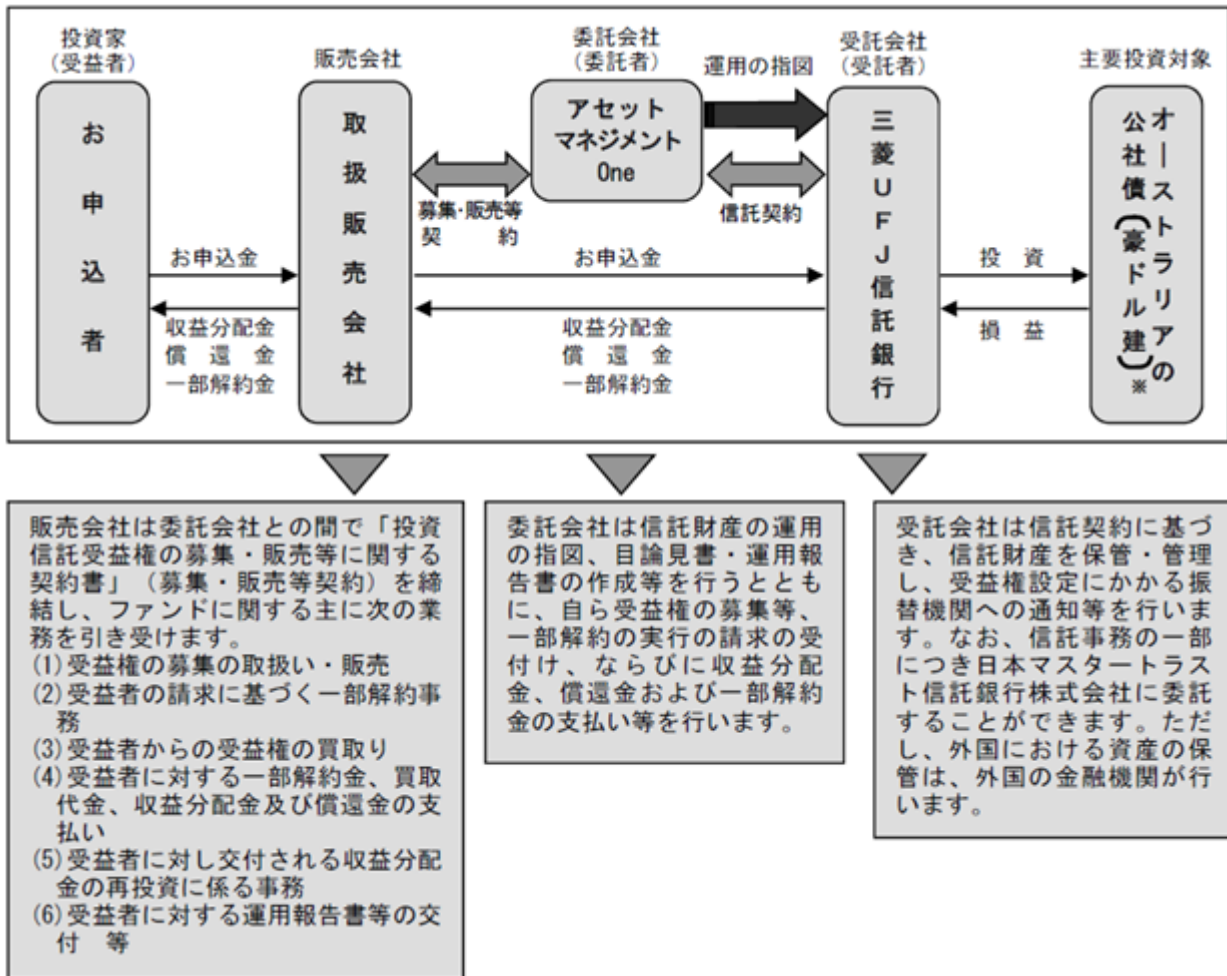 投資家
（受益者）
お申込者
販売会社
取扱販売会社
委託会社
（委託者）
アセット
マネジメント
One
運用の指図
受託会社
（受託者）
三菱UFJ信託銀行
主要投資対象
オーストラリアの
公社債（豪ドル建）※
募集・販売等
契約
信託契約
お申込金
収益分配金
償還金
一部解約金
お申込金
収益分配金
償還金
一部解約金
投資
損益
販売会社は委託会社との間で「投資
信託受益権の募集・販売等に関する
契約書」（募集・販売等契約）を締
結し、ファンドに関する主に次の業
務を引き受けます。
(1)受益権の募集の取扱い・販売
(2)受益者の請求に基づく一部解約事
務
(3)受益者からの受益権の買取り
(4)受益者に対する一部解約金、買取
代金、収益分配金及び償還金の支
払い
(5)受益者に対し交付される収益分配
金の再投資に係る事務
(6)受益者に対する運用報告書等の交
付　等
委託会社は信託財産の運用
の指図、目論見書・運用報
告書の作成等を行うととも
に、自ら受益権の募集等、
一部解約の実行の請求の受
付け、ならびに収益分配
金、償還金および一部解約
金の支払い等を行います。
受託会社は信託契約に基づ
き、信託財産を保管・管理
し、受益権設定にかかる振
替機関への通知等を行いま
す。なお、信託事務の一部
につき日本マスタートラス
ト信託銀行株式会社に委託
することができます。ただ
し、外国における資産の保
管は、外国の金融機関が行
います。